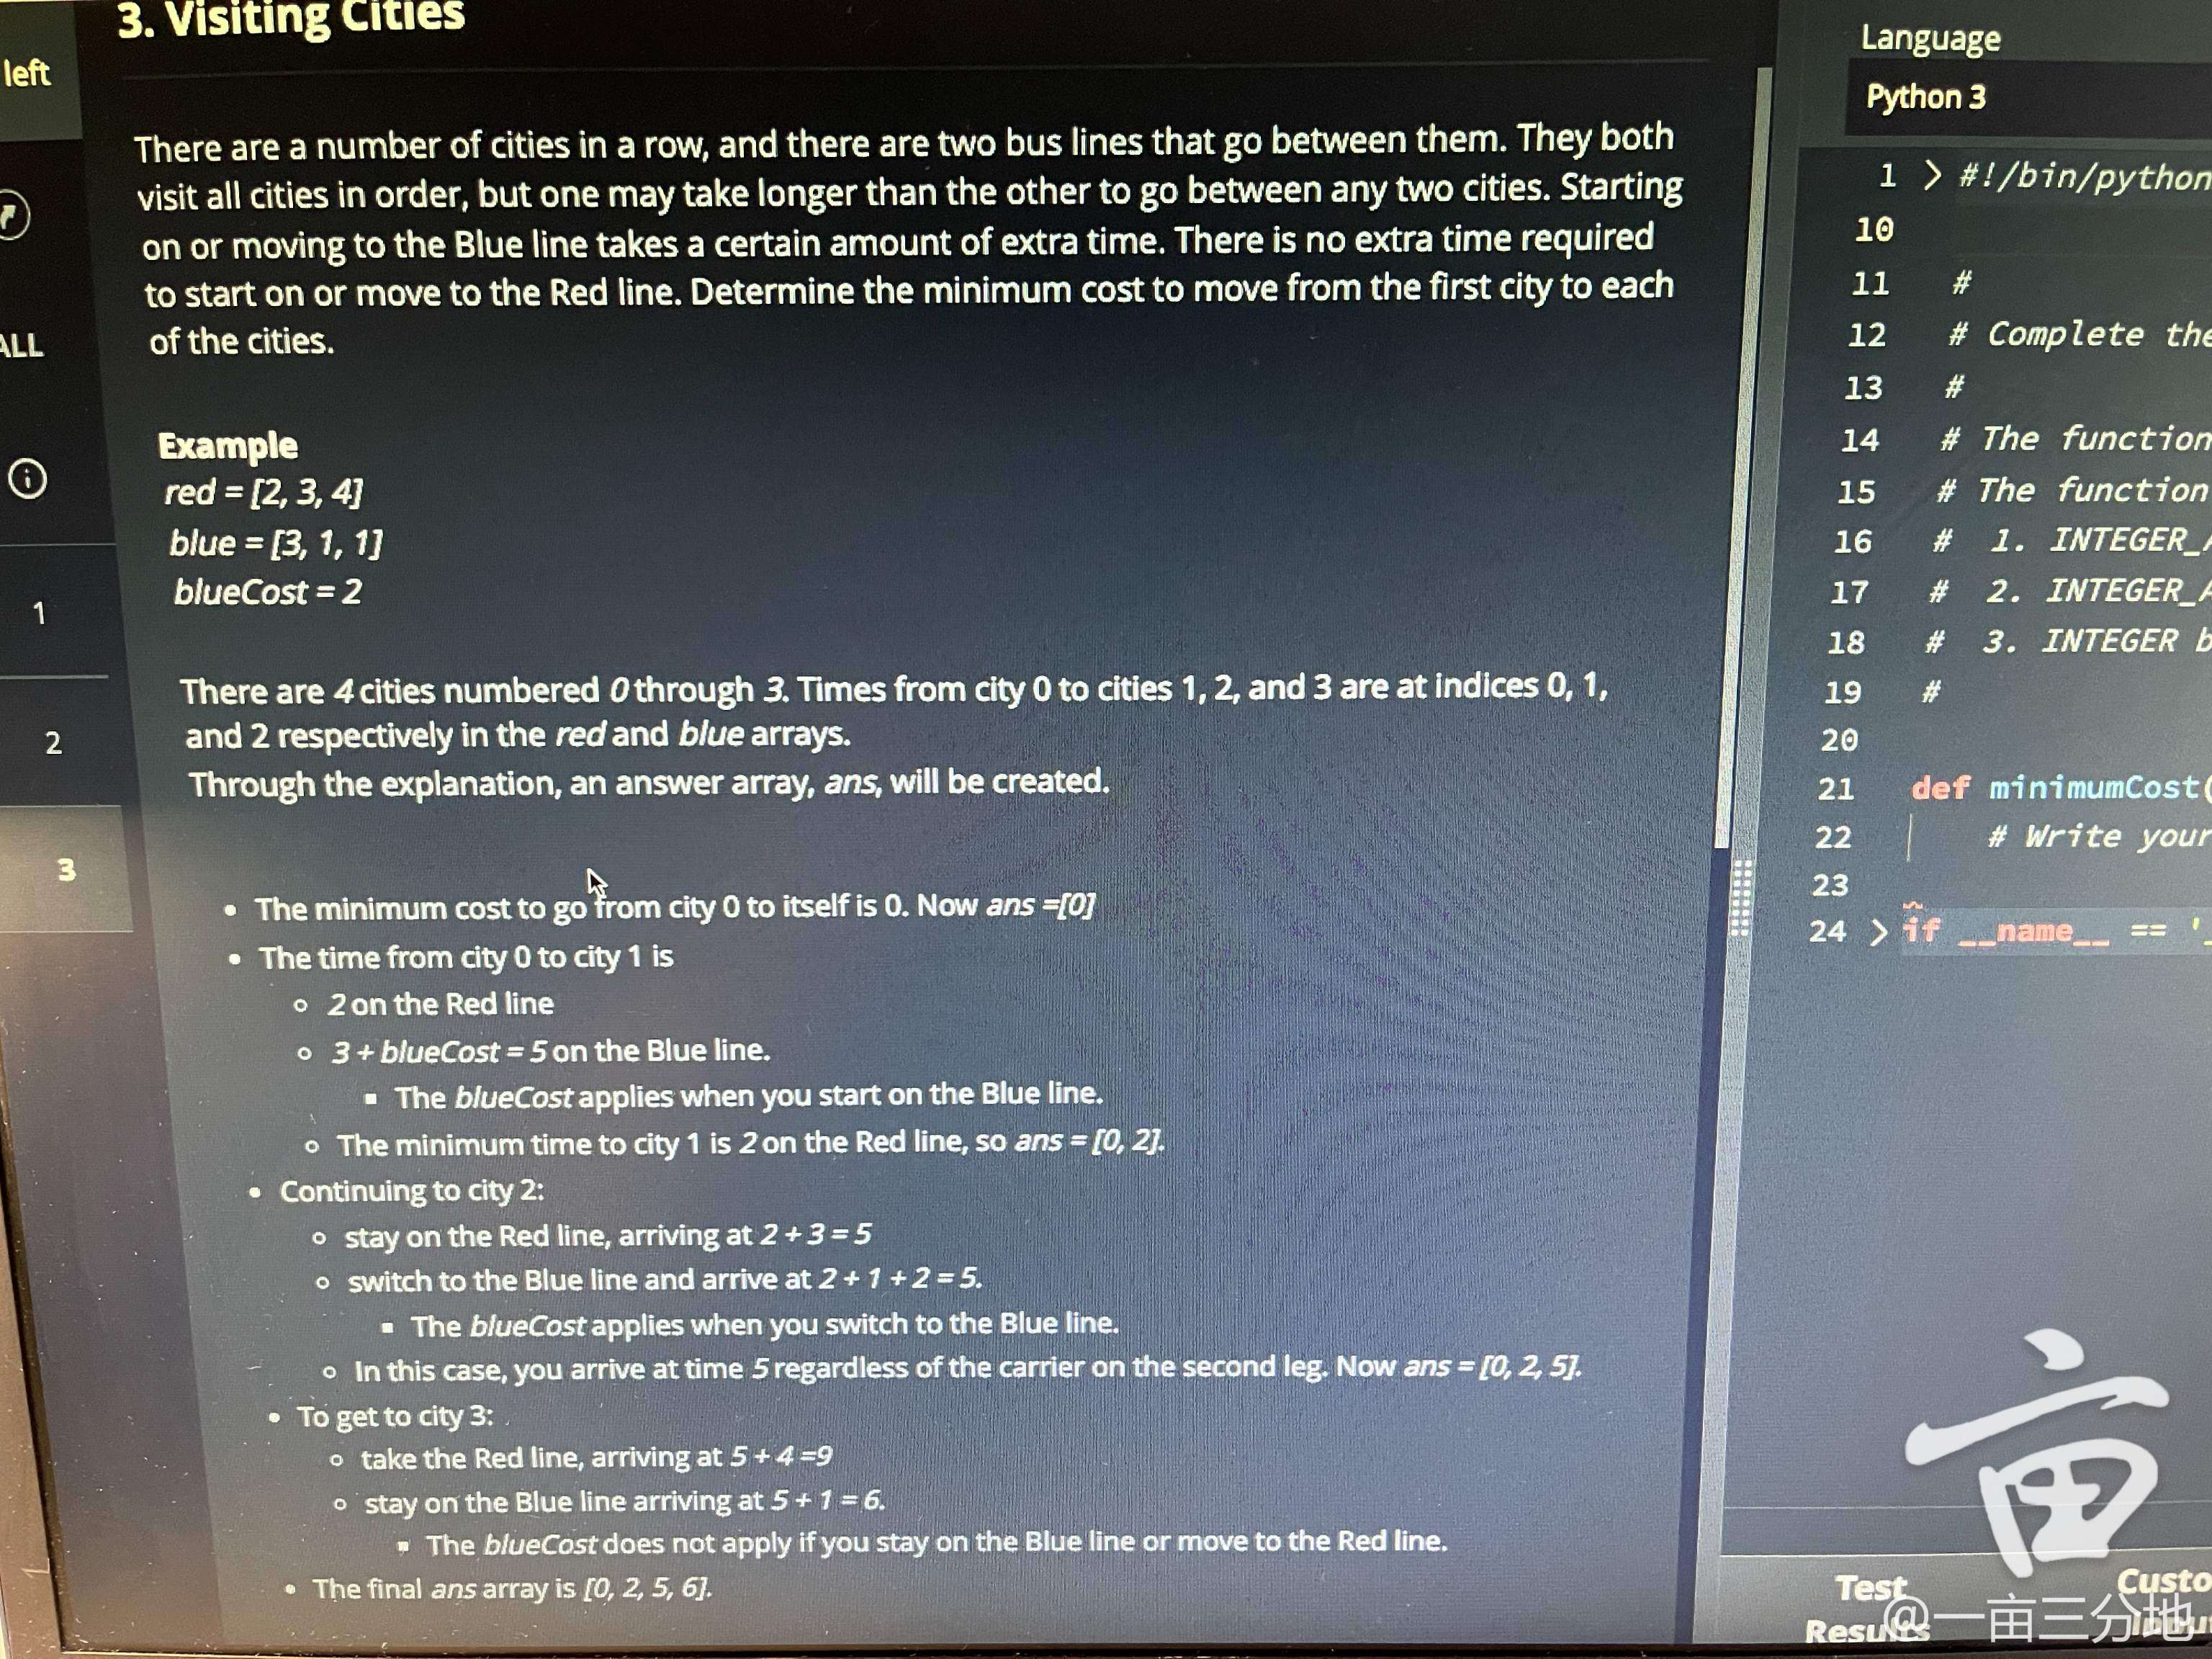 3. Visiting Cities
left
ALL
1
2
3
There are a number of cities in a row, and there are two bus lines that go between them. They both
visit all cities in order, but one may take longer than the other to go between any two cities. Starting
on or moving to the Blue line takes a certain amount of extra time. There is no extra time required
to start on or move to the Red line. Determine the minimum cost to move from the first city to each
of the cities.
Example
red = [2, 3, 4]
blue = [3, 1, 1]
blueCost = 2
There are 4 cities numbered 0 through 3. Times from city 0 to cities 1, 2, and 3 are at indices 0, 1,
and 2 respectively in the red and blue arrays.
Through the explanation, an answer array, ans, will be created.
• The minimum cost to go from city 0 to itself is 0. Now ans =[0]
• The time from city 0 to city 1 is
○ 2 on the Red line
○ 3 + blueCost = 5 on the Blue line.
▪ The blueCost applies when you start on the Blue line.
○ The minimum time to city 1 is 2 on the Red line, so ans = [0, 2].
• Continuing to city 2:
○ stay on the Red line, arriving at 2 + 3 = 5
○ switch to the Blue line and arrive at 2 + 1 + 2 = 5.
▪ The blueCost applies when you switch to the Blue line.
○ In this case, you arrive at time 5 regardless of the carrier on the second leg. Now ans = [0, 2, 5].
• To get to city 3:
○ take the Red line, arriving at 5 + 4 =9
○ stay on the Blue line arriving at 5 + 1 = 6.
▪ The blueCost does not apply if you stay on the Blue line or move to the Red line.
• The final ans array is [0, 2, 5, 6].
Language
Python 3
1 > #!/bin/python
10
11 #
12 # Complete the
13 #
14 # The function
15 # The function
16 # 1. INTEGER_A
17 # 2. INTEGER_A
18 # 3. INTEGER b
19 #
20
21 def minimumCost(
22 # Write your
23
24 > if __name__ == '_
Test
Results
Custo
亩
@一亩三分地